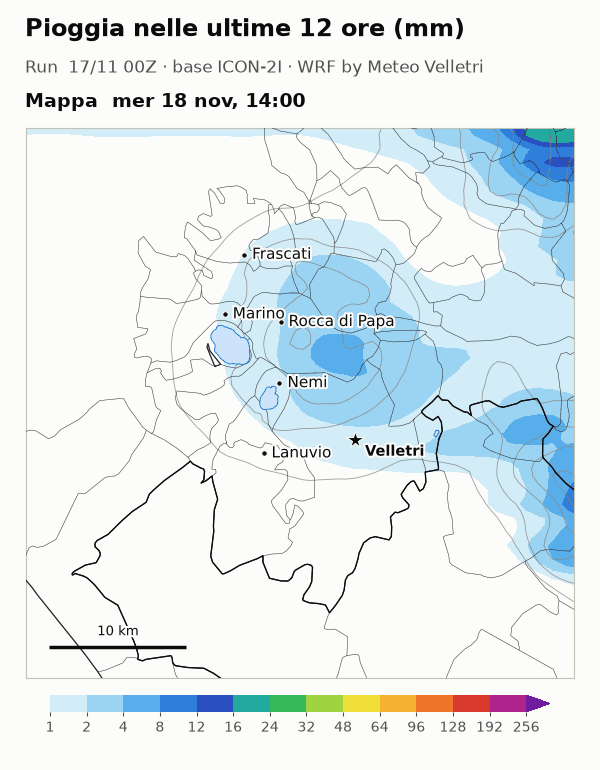 Pioggia nelle ultime 12 ore (mm)
Run  17/11 00Z · base ICON-2I · WRF by Meteo Velletri
Mappa  mer 18 nov, 14:00
Frascati
Marino
Rocca di Papa
Nemi
Velletri
Lanuvio
10 km
1 2 4 8 12 16 24 32 48 64 96 128 192 256